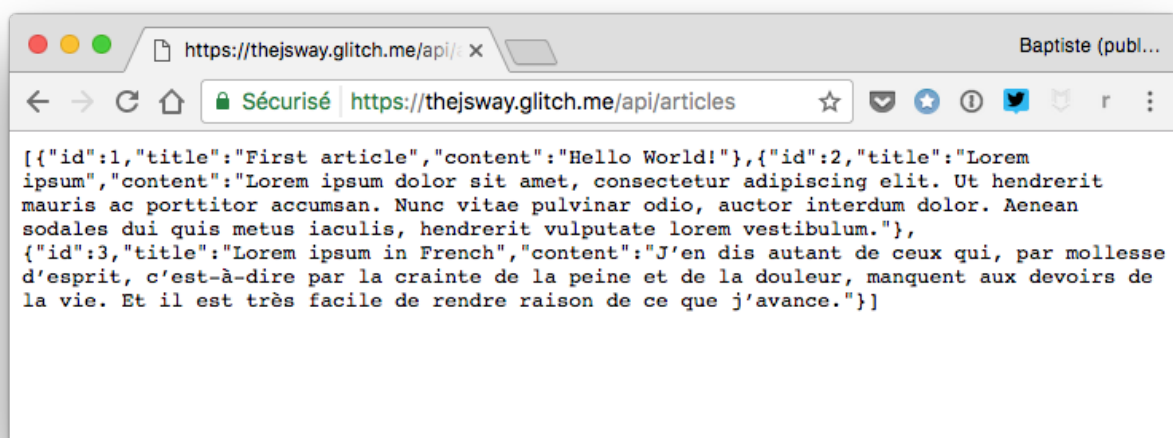 https://thejsway.glitch.me/api/
Baptiste (publ...
Sécurisé https://thejsway.glitch.me/api/articles
r
[{"id":1,"title":"First article","content":"Hello World!"},{"id":2,"title":"Lorem
ipsum","content":"Lorem ipsum dolor sit amet, consectetur adipiscing elit. Ut hendrerit
mauris ac porttitor accumsan. Nunc vitae pulvinar odio, auctor interdum dolor. Aenean
sodales dui quis metus iaculis, hendrerit vulputate lorem vestibulum."},
{"id":3,"title":"Lorem ipsum in French","content":"J’en dis autant de ceux qui, par mollesse
d’esprit, c’est-à-dire par la crainte de la peine et de la douleur, manquent aux devoirs de
la vie. Et il est très facile de rendre raison de ce que j’avance."}]